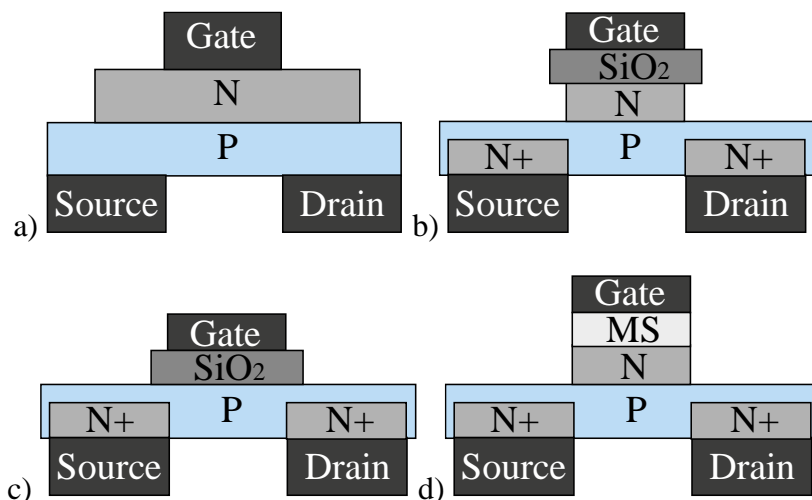 Gate
N
P
Source Drain
a)
Gate
SiO2
N
N+ P N+
Source Drain
b)
Gate
SiO2
N+ P N+
Source Drain
c)
Gate
MS
N
N+ P N+
Source Drain
d)